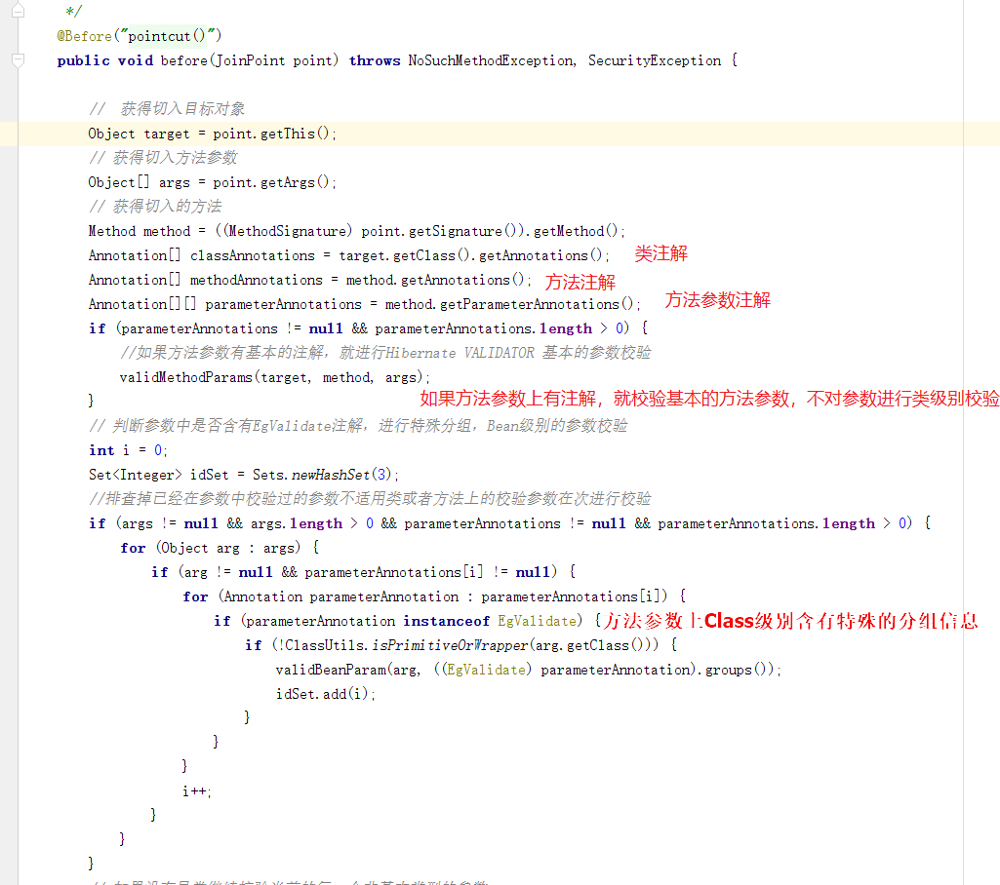 */
@Before("pointcut()")
public void before(JoinPoint point) throws NoSuchMethodException, SecurityException {
// 获得切入目标对象
Object target = point.getThis();
// 获得切入方法参数
Object[] args = point.getArgs();
// 获得切入的方法
Method method = ((MethodSignature) point.getSignature()).getMethod();
Annotation[] classAnnotations = target.getClass().getAnnotations(); 类注解
Annotation[] methodAnnotations = method.getAnnotations(); 方法注解
Annotation[][] parameterAnnotations = method.getParameterAnnotations(); 方法参数注解
if (parameterAnnotations != null && parameterAnnotations.length > 0) {
//如果方法参数有基本的注解，就进行Hibernate VALIDATOR 基本的参数校验
validMethodParams(target, method, args);
} 如果方法参数上有注解，就校验基本的方法参数，不对参数进行类级别校验
// 判断参数中是否含有EgValidate注解，进行特殊分组，Bean级别的参数校验
int i = 0;
Set<Integer> idSet = Sets.newHashSet(3);
//排查掉已经在参数中校验过的参数不适用类或者方法上的校验参数在次进行校验
if (args != null && args.length > 0 && parameterAnnotations != null && parameterAnnotations.length > 0) {
for (Object arg : args) {
if (arg != null && parameterAnnotations[i] != null) {
for (Annotation parameterAnnotation : parameterAnnotations[i]) {
if (parameterAnnotation instanceof EgValidate) { 方法参数上Class级别含有特殊的分组信息
if (!ClassUtils.isPrimitiveOrWrapper(arg.getClass())) {
validBeanParam(arg, ((EgValidate) parameterAnnotation).groups());
idSet.add(i);
}
}
}
i++;
}
}
}